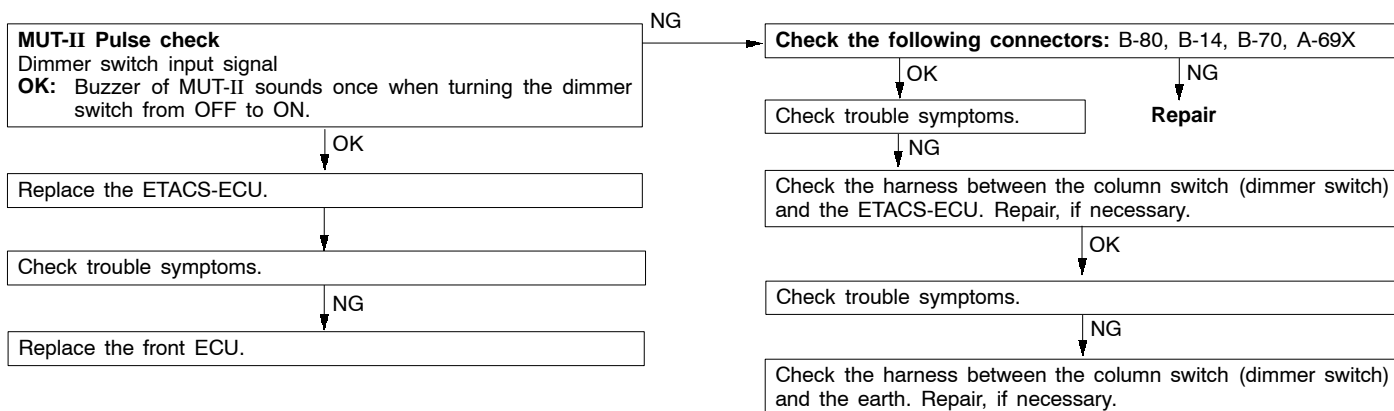 MUT-II Pulse check
Dimmer switch input signal
OK: Buzzer of MUT-II sounds once when turning the dimmer
switch from OFF to ON.
OK
Replace the ETACS-ECU.
Check trouble symptoms.
NG
Replace the front ECU.
NG
Check the following connectors: B-80, B-14, B-70, A-69X
OK
NG
Check trouble symptoms.
Repair
NG
Check the harness between the column switch (dimmer switch)
and the ETACS-ECU. Repair, if necessary.
OK
Check trouble symptoms.
NG
Check the harness between the column switch (dimmer switch)
and the earth. Repair, if necessary.